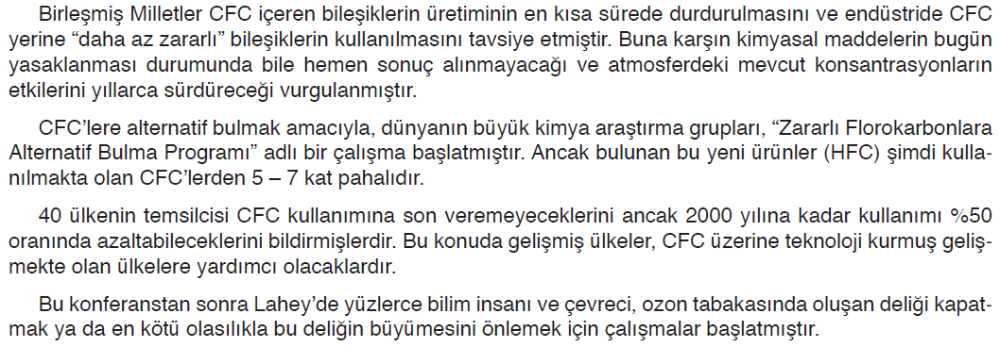 Birleşmiş Milletler CFC içeren bileşiklerin üretiminin en kısa sürede durdurulmasını ve endüstride CFC
yerine “daha az zararlı” bileşiklerin kullanılmasını tavsiye etmiştir. Buna karşın kimyasal maddelerin bugün
yasaklanması durumunda bile hemen sonuç alınmayacağı ve atmosferdeki mevcut konsantrasyonların
etkilerini yıllarca sürdüreceği vurgulanmıştır.
CFC’lere alternatif bulmak amacıyla, dünyanın büyük kimya araştırma grupları, “Zararlı Florokarbonlara
Alternatif Bulma Programı” adlı bir çalışma başlatmıştır. Ancak bulunan bu yeni ürünler (HFC) şimdi kulla-
nılmakta olan CFC’lerden 5 – 7 kat pahalıdır.
40 ülkenin temsilcisi CFC kullanımına son veremeyeceklerini ancak 2000 yılına kadar kullanımı %50
oranında azaltabileceklerini bildirmişlerdir. Bu konuda gelişmiş ülkeler, CFC üzerine teknoloji kurmuş geliş-
mekte olan ülkelere yardımcı olacaklardır.
Bu konferanstan sonra Lahey’de yüzlerce bilim insanı ve çevreci, ozon tabakasında oluşan deliği kapat-
mak ya da en kötü olasılıkla bu deliğin büyümesini önlemek için çalışmalar başlatmıştır.